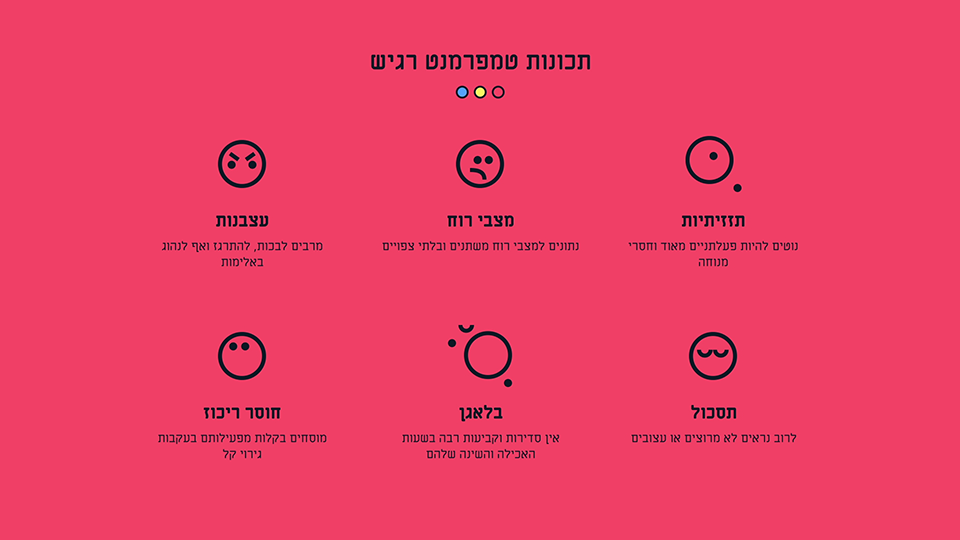 תכונות טמפרמנט רגיש
תזזיתיות
נוטים להיות פעלתניים מאוד וחסרי
מנוחה
מצבי רוח
נתונים למצבי רוח משתנים ובלתי צפויים
עצבנות
מרבים לבכות, להתרגז ואף לנהוג
באלימות
תסכול
לרוב נראים לא מרוצים או עצובים
בלאגן
אין סדירות וקביעות רבה בשעות
האכילה והשינה שלהם
חוסר ריכוז
מוסחים בקלות מפעילותם בעקבות
גירוי קל